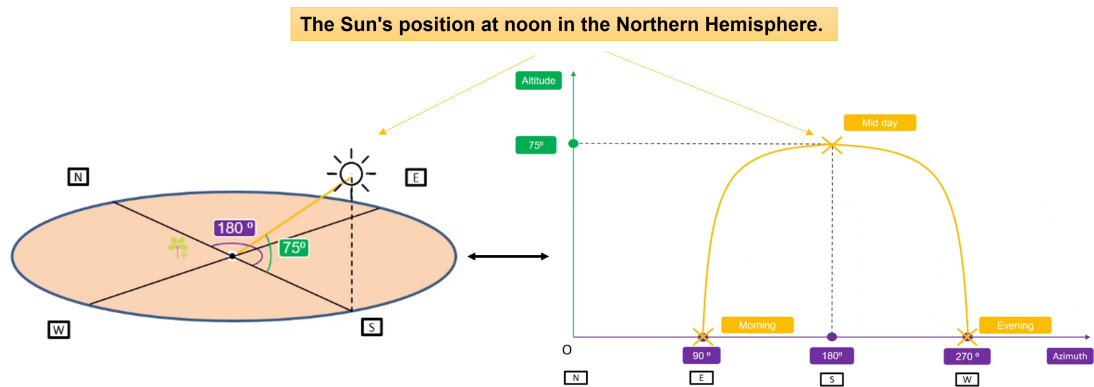 The Sun's position at noon in the Northern Hemisphere.
N
E
180 º
75º
W
S
Altitude
Mid day
75º
Morning
Evening
O
90 º
180º
270 º
Azimuth
N
E
S
W